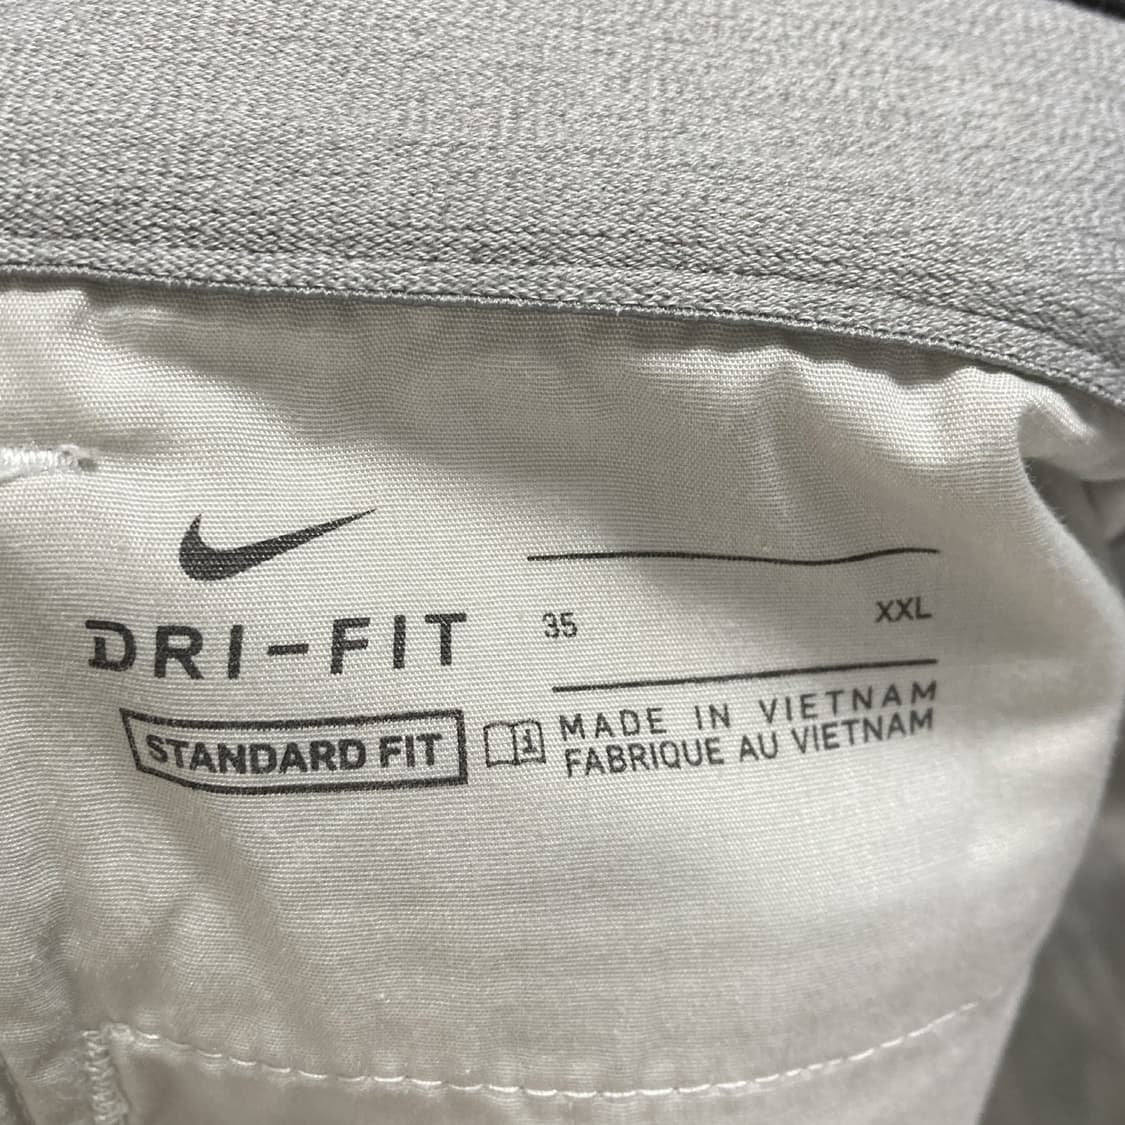 DRI-FIT
STANDARD FIT
35 XXL
MADE IN VIETNAM
FABRIQUE AU VIETNAM